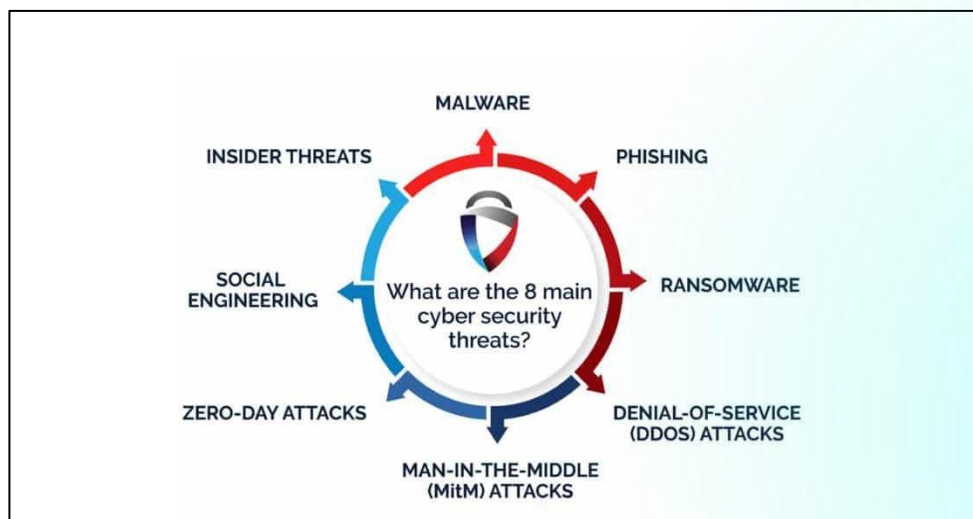 MALWARE
PHISHING
RANSOMWARE
DENIAL-OF-SERVICE
(DDOS) ATTACKS
MAN-IN-THE-MIDDLE
(MitM) ATTACKS
ZERO-DAY ATTACKS
SOCIAL
ENGINEERING
INSIDER THREATS
What are the 8 main
cyber security
threats?